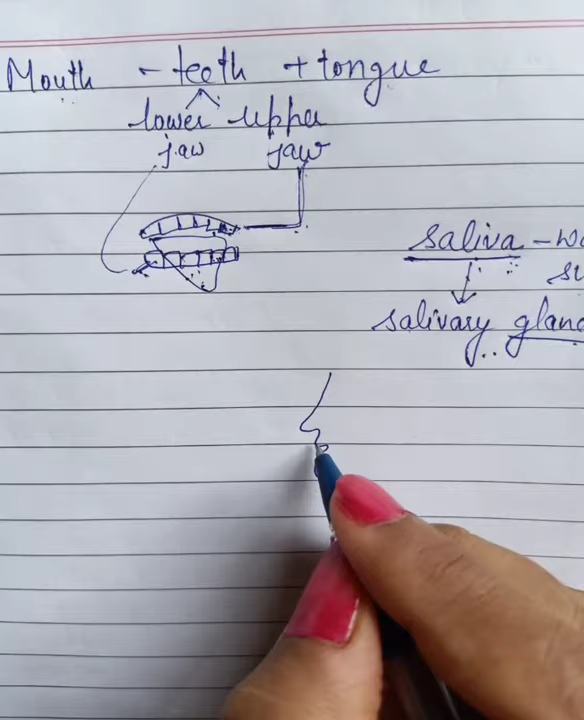 Mouth - teeth + tongue
lower upper
jaw jaw
saliva -
salivary gland